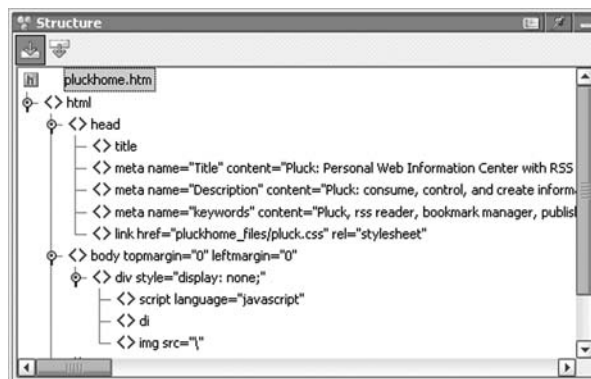 Structure
pluckhome.htm
<> html
<> head
<> title
<> meta name="Title" content="Pluck: Personal Web Information Center with RSS
<> meta name="Description" content="Pluck: consume, control, and create inform
<> meta name="keywords" content="Pluck, rss reader, bookmark manager, publis
<> link href="pluckhome_files/pluck.css" rel="stylesheet"
<> body topmargin="0" leftmargin="0"
<> div style="display: none;"
<> script language="javascript"
<> di
<> img src="\"